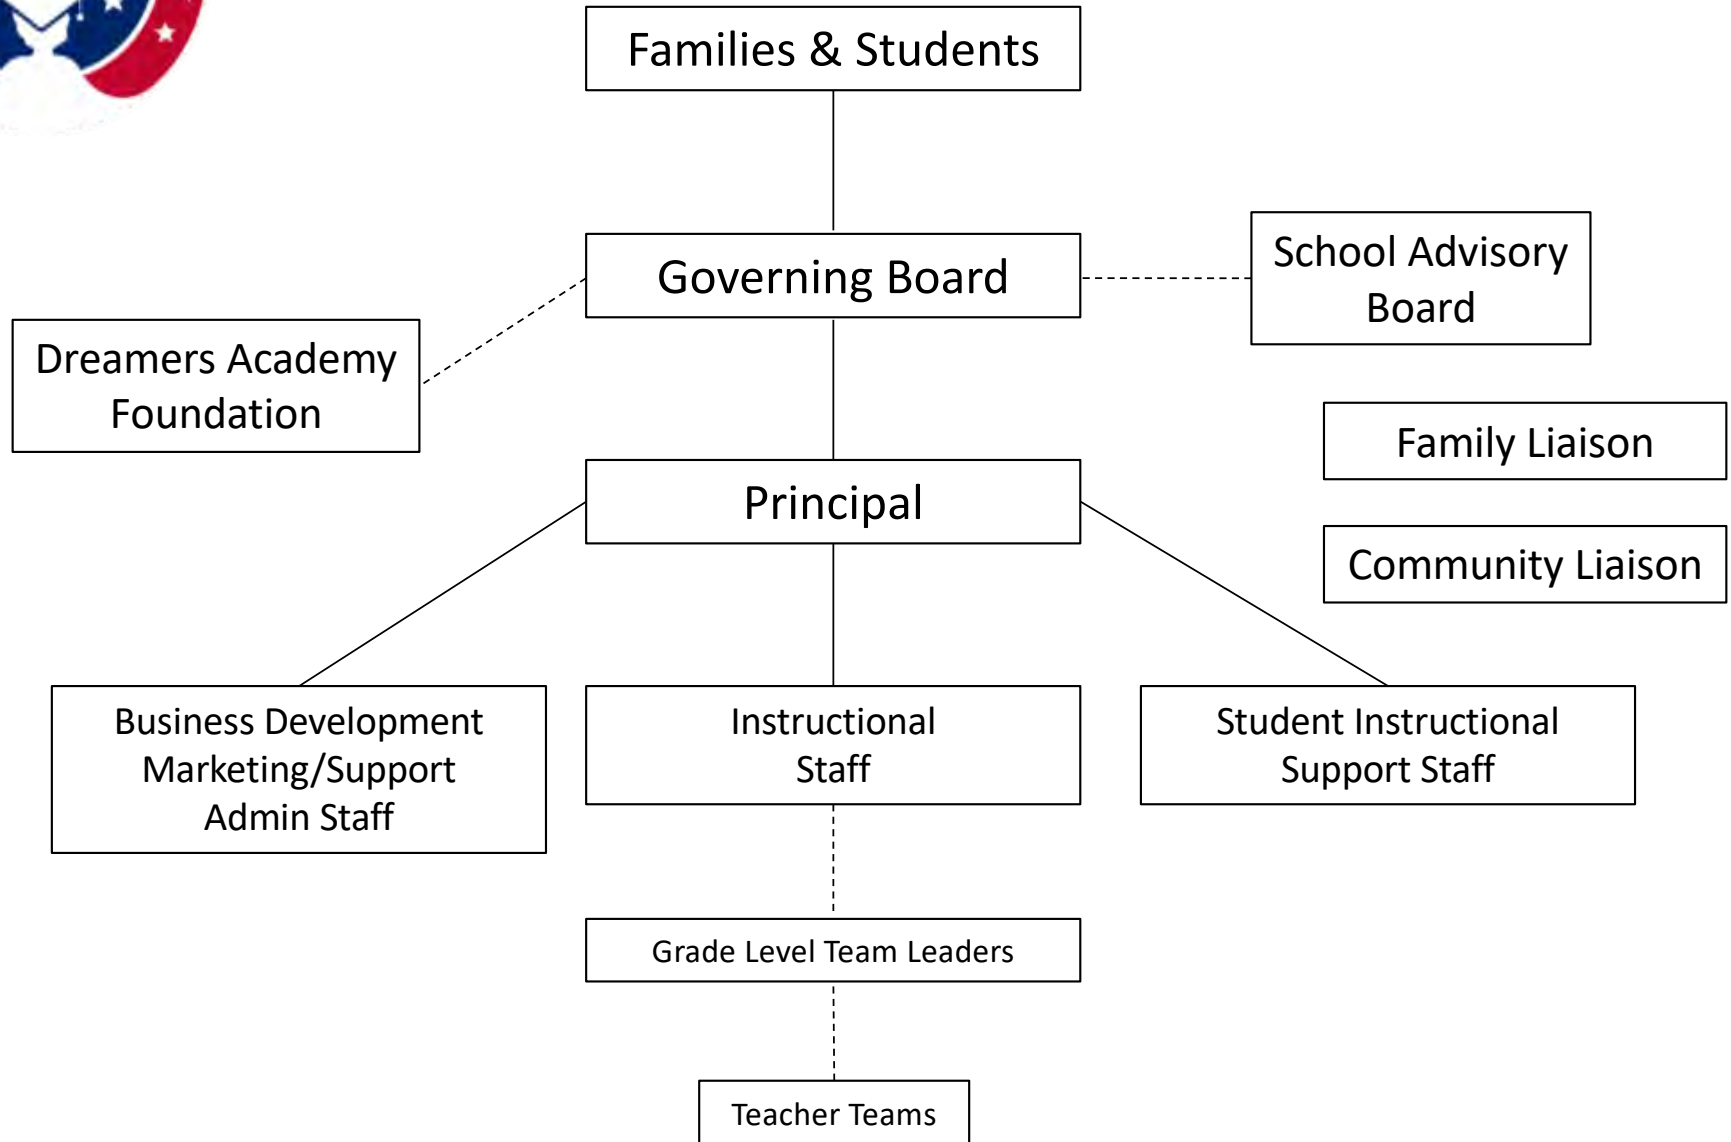 Families & Students
Governing Board
School Advisory
Board
Dreamers Academy
Foundation
Family Liaison
Principal
Community Liaison
Business Development
Marketing/Support
Admin Staff
Instructional
Staff
Student Instructional
Support Staff
Grade Level Team Leaders
Teacher Teams